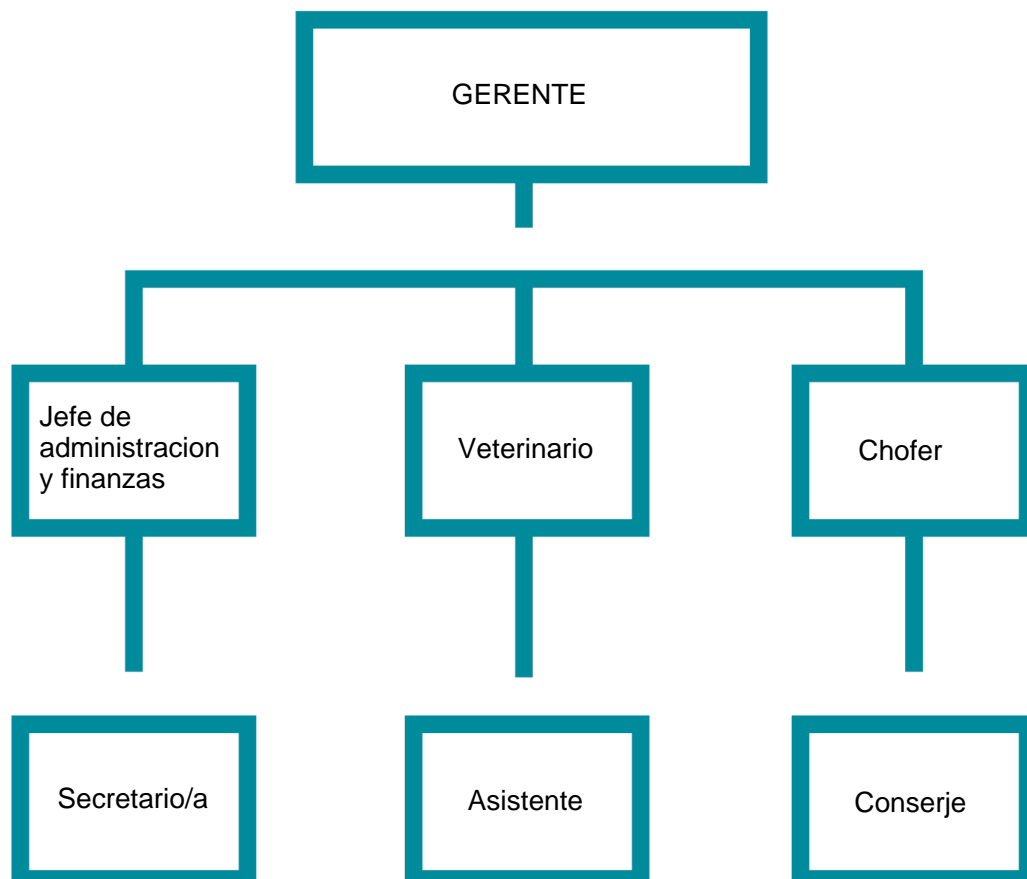 GERENTE
Jefe de
administracion
y finanzas
Veterinario
Chofer
Secretario/a
Asistente
Conserje